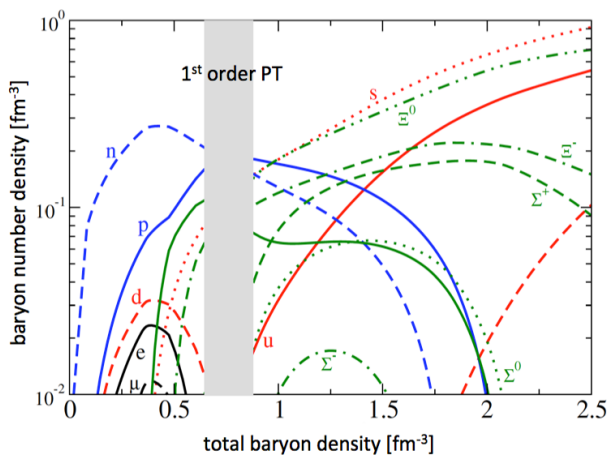 10⁰
1ˢᵗ order PT
s
Ξ⁰
n
Ξ⁻
Σ⁺
10⁻¹
p
d
e
u
μ
Σ⁻
Σ⁰
10⁻²
0 0.5 1 1.5 2 2.5
total baryon density [fm⁻³]
baryon number density [fm⁻³]